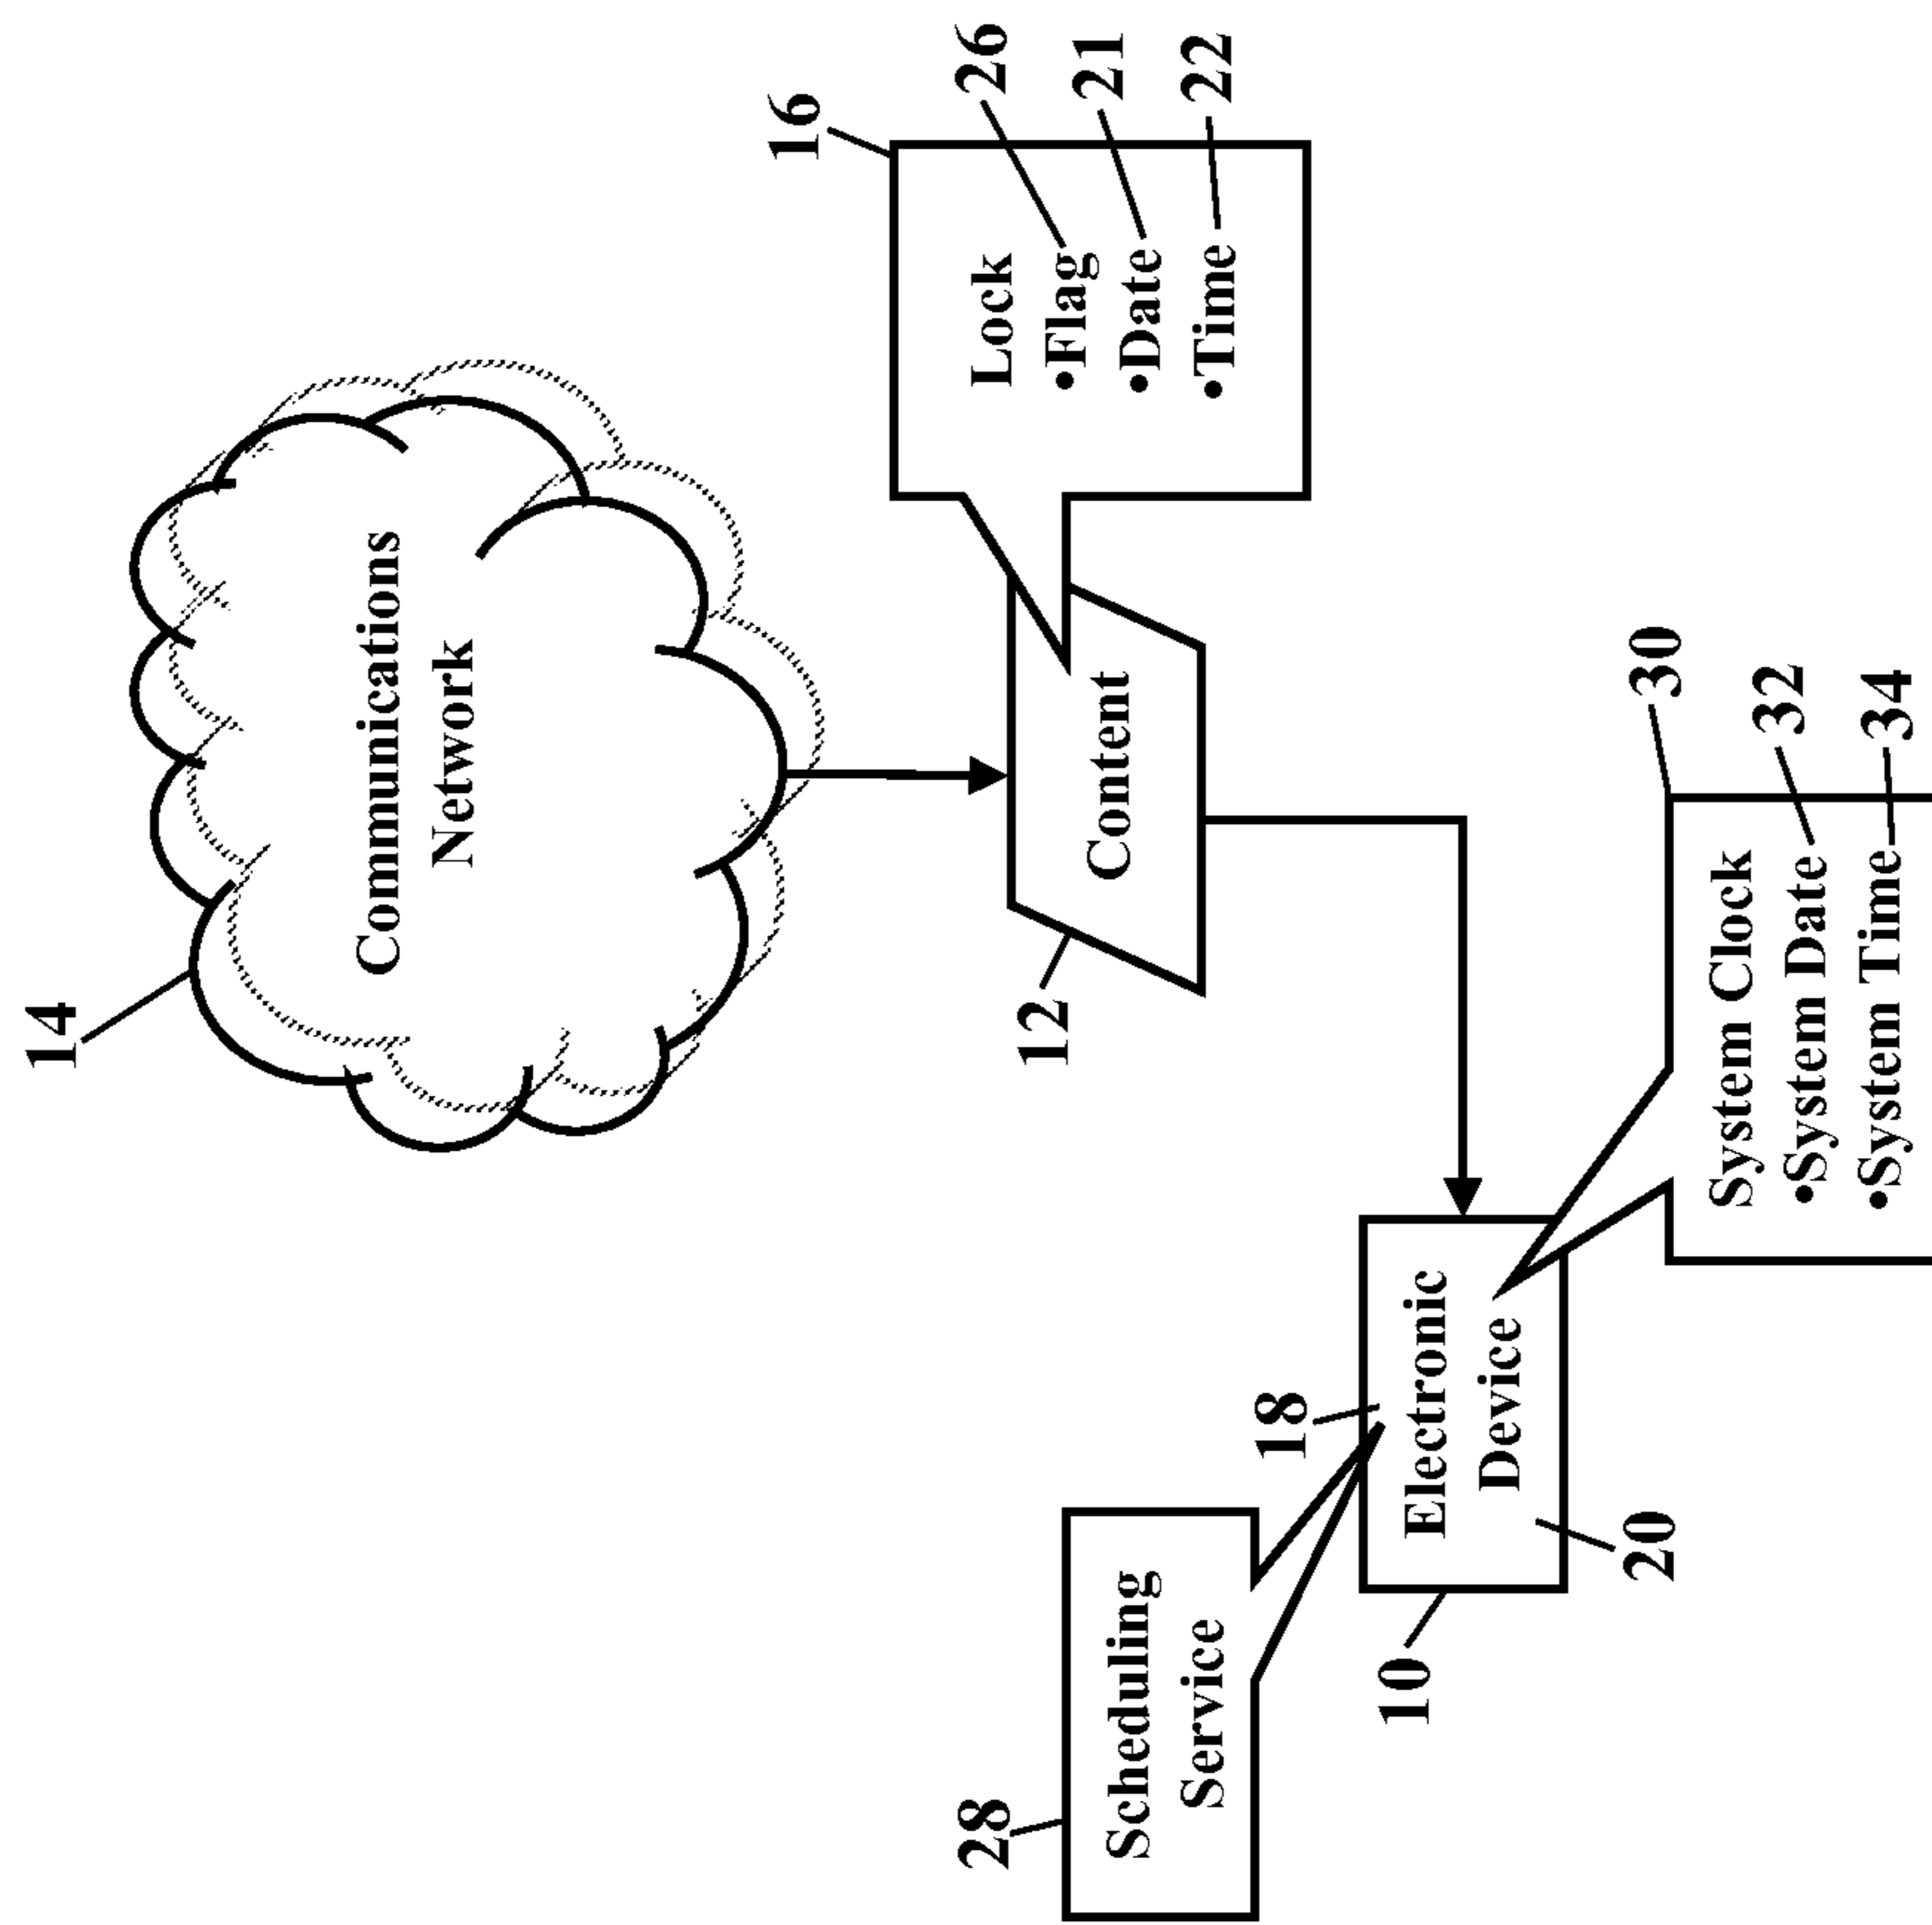 14
Communications
Network
16
Lock
•Flag
•Date
•Time
26
21
22
12
Content
28
Scheduling
Service
18
Electronic
Device
10
20
30
System Clock
•System Date
•System Time
32
34